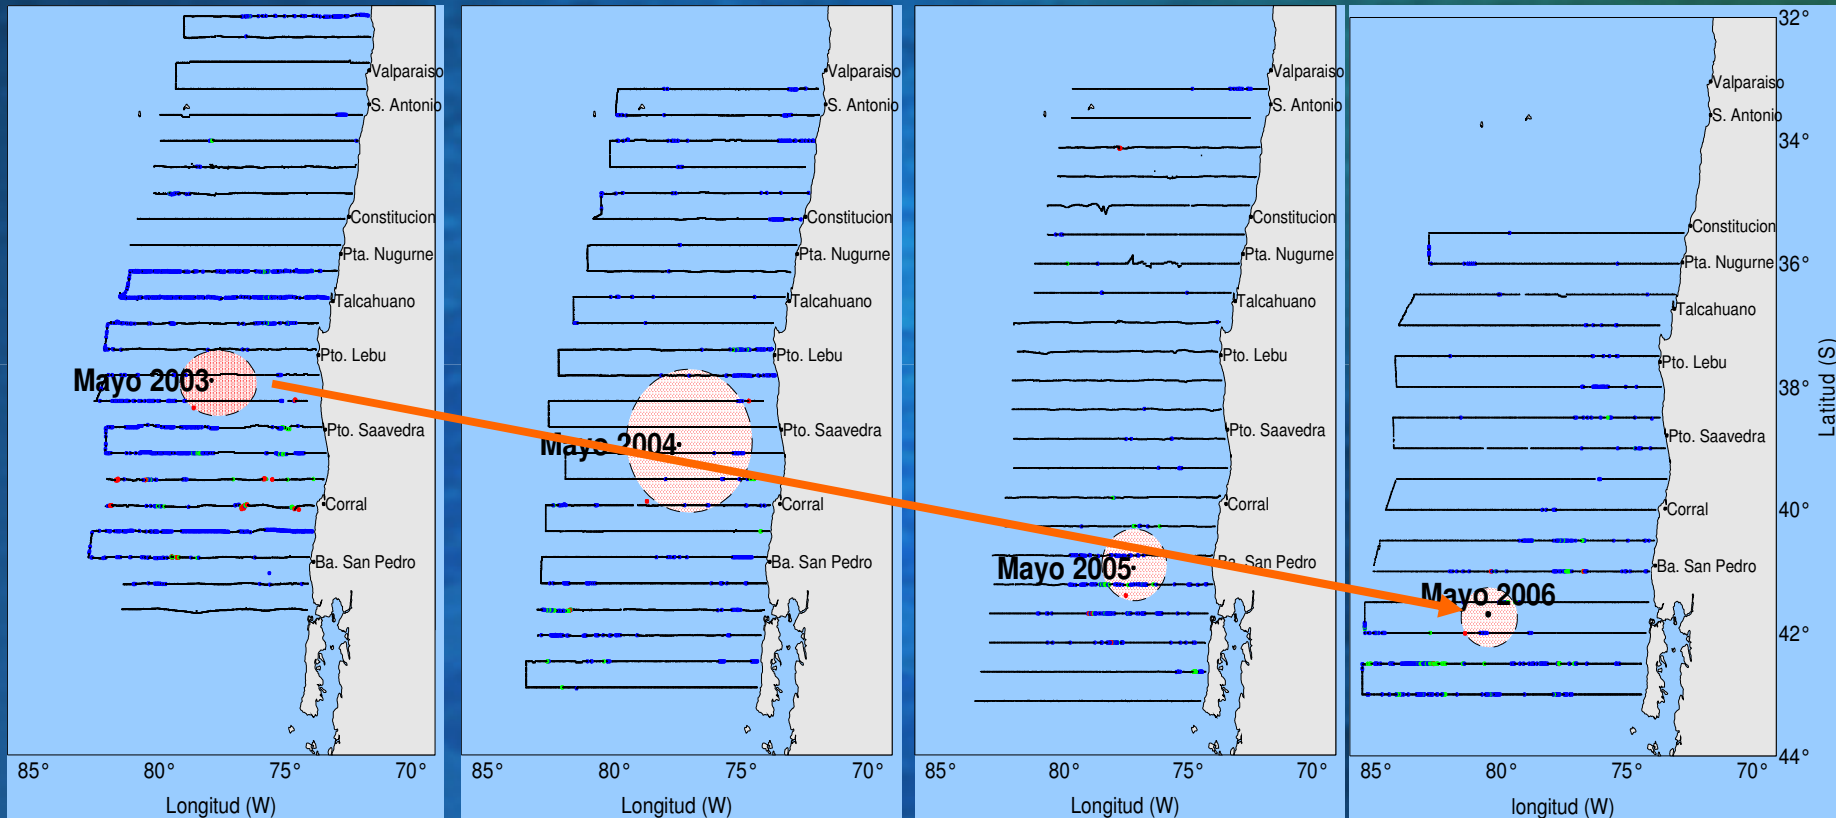 Valparaiso
S. Antonio
Constitucion
Pta. Nugurne
Talcahuano
Pto. Lebu
Mayo 2003
Pto. Saavedra
Corral
Ba. San Pedro
85° 80° 75° 70°
Longitud (W)
Valparaiso
S. Antonio
Constitucion
Pta. Nugurne
Talcahuano
Pto. Lebu
Pto. Saavedra
Mayo 2004
Corral
Ba. San Pedro
85° 80° 75° 70°
Longitud (W)
Valparaiso
S. Antonio
Constitucion
Pta. Nugurne
Talcahuano
Pto. Lebu
Pto. Saavedra
Corral
Ba. San Pedro
Mayo 2005
85° 80° 75° 70°
Longitud (W)
32°
Valparaiso
S. Antonio
34°
Constitucion
Pta. Nugurne
36°
Talcahuano
Pto. Lebu
38°
Latitud (S)
Pto. Saavedra
Corral
40°
Ba. San Pedro
Mayo 2006
42°
44°
85° 80° 75° 70°
longitud (W)